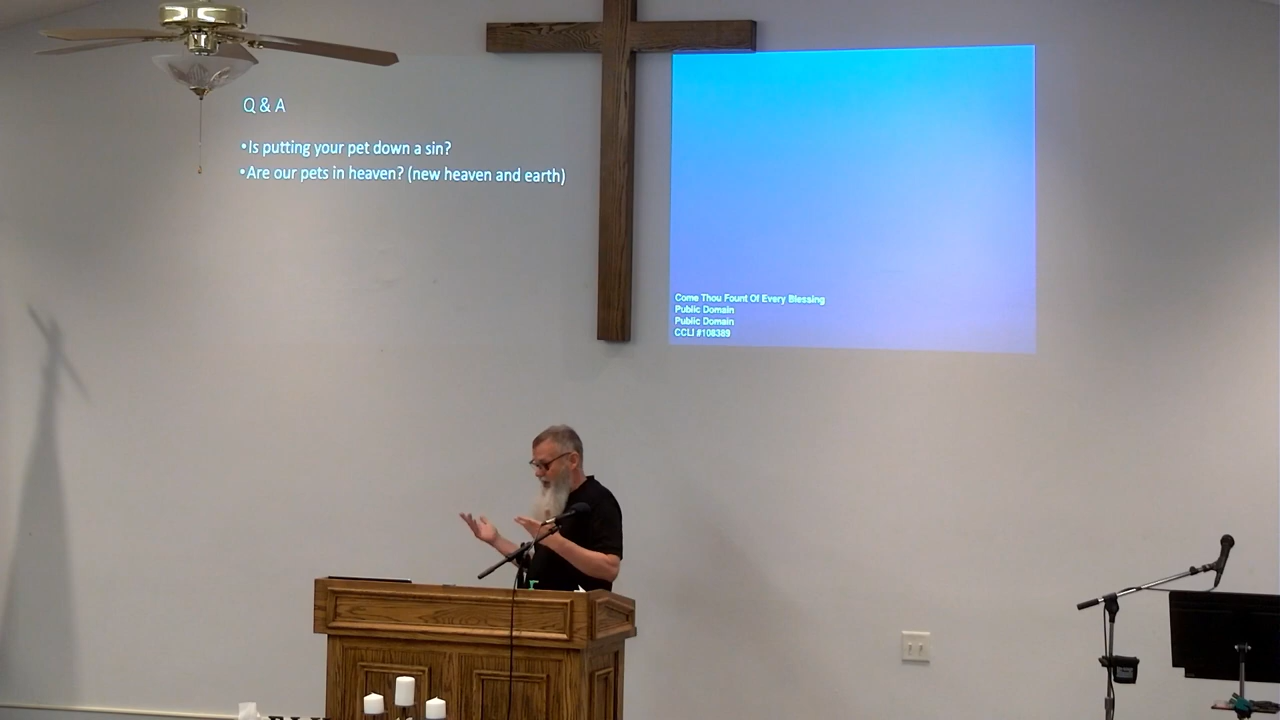 Q & A
•Is putting your pet down a sin?
•Are our pets in heaven? (new heaven and earth)
Come Thou Fount Of Every Blessing
Public Domain
Public Domain
CCLI #108389